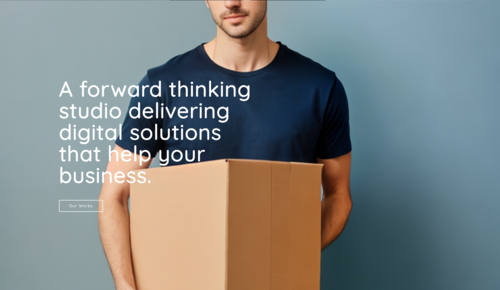 A forward thinking
studio delivering
digital solutions
that help your
business.
Our Works